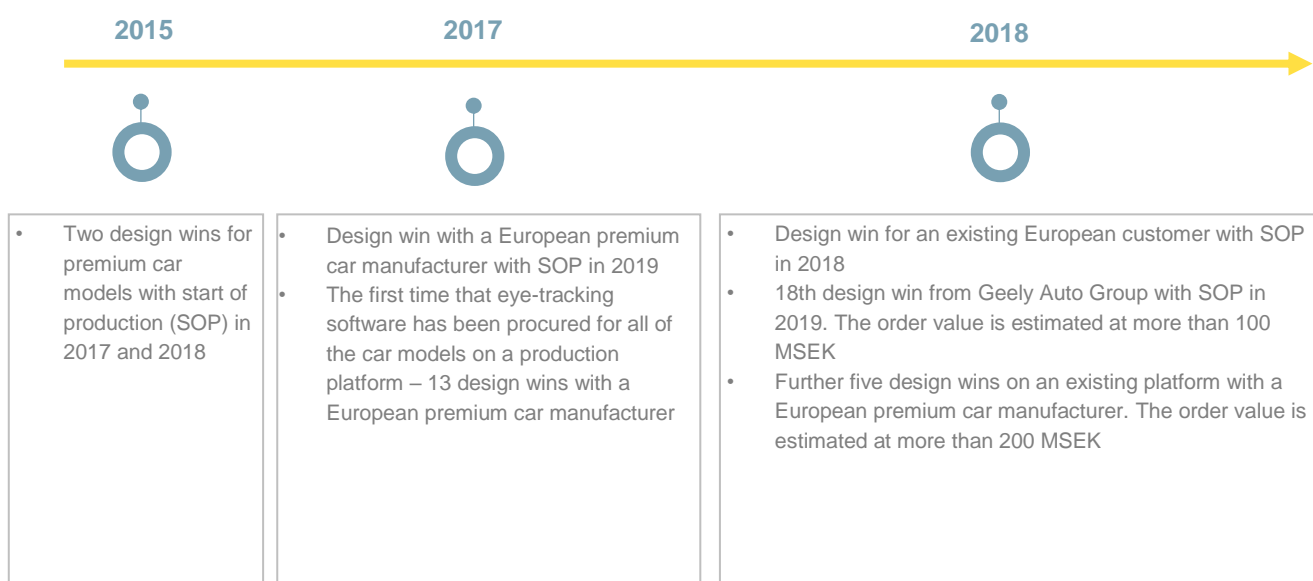 2015
2017
2018
• Two design wins for
premium car
models with start of
production (SOP) in
2017 and 2018
• Design win with a European premium
car manufacturer with SOP in 2019
• The first time that eye-tracking
software has been procured for all of
the car models on a production
platform – 13 design wins with a
European premium car manufacturer
• Design win for an existing European customer with SOP
in 2018
• 18th design win from Geely Auto Group with SOP in
2019. The order value is estimated at more than 100
MSEK
• Further five design wins on an existing platform with a
European premium car manufacturer. The order value is
estimated at more than 200 MSEK